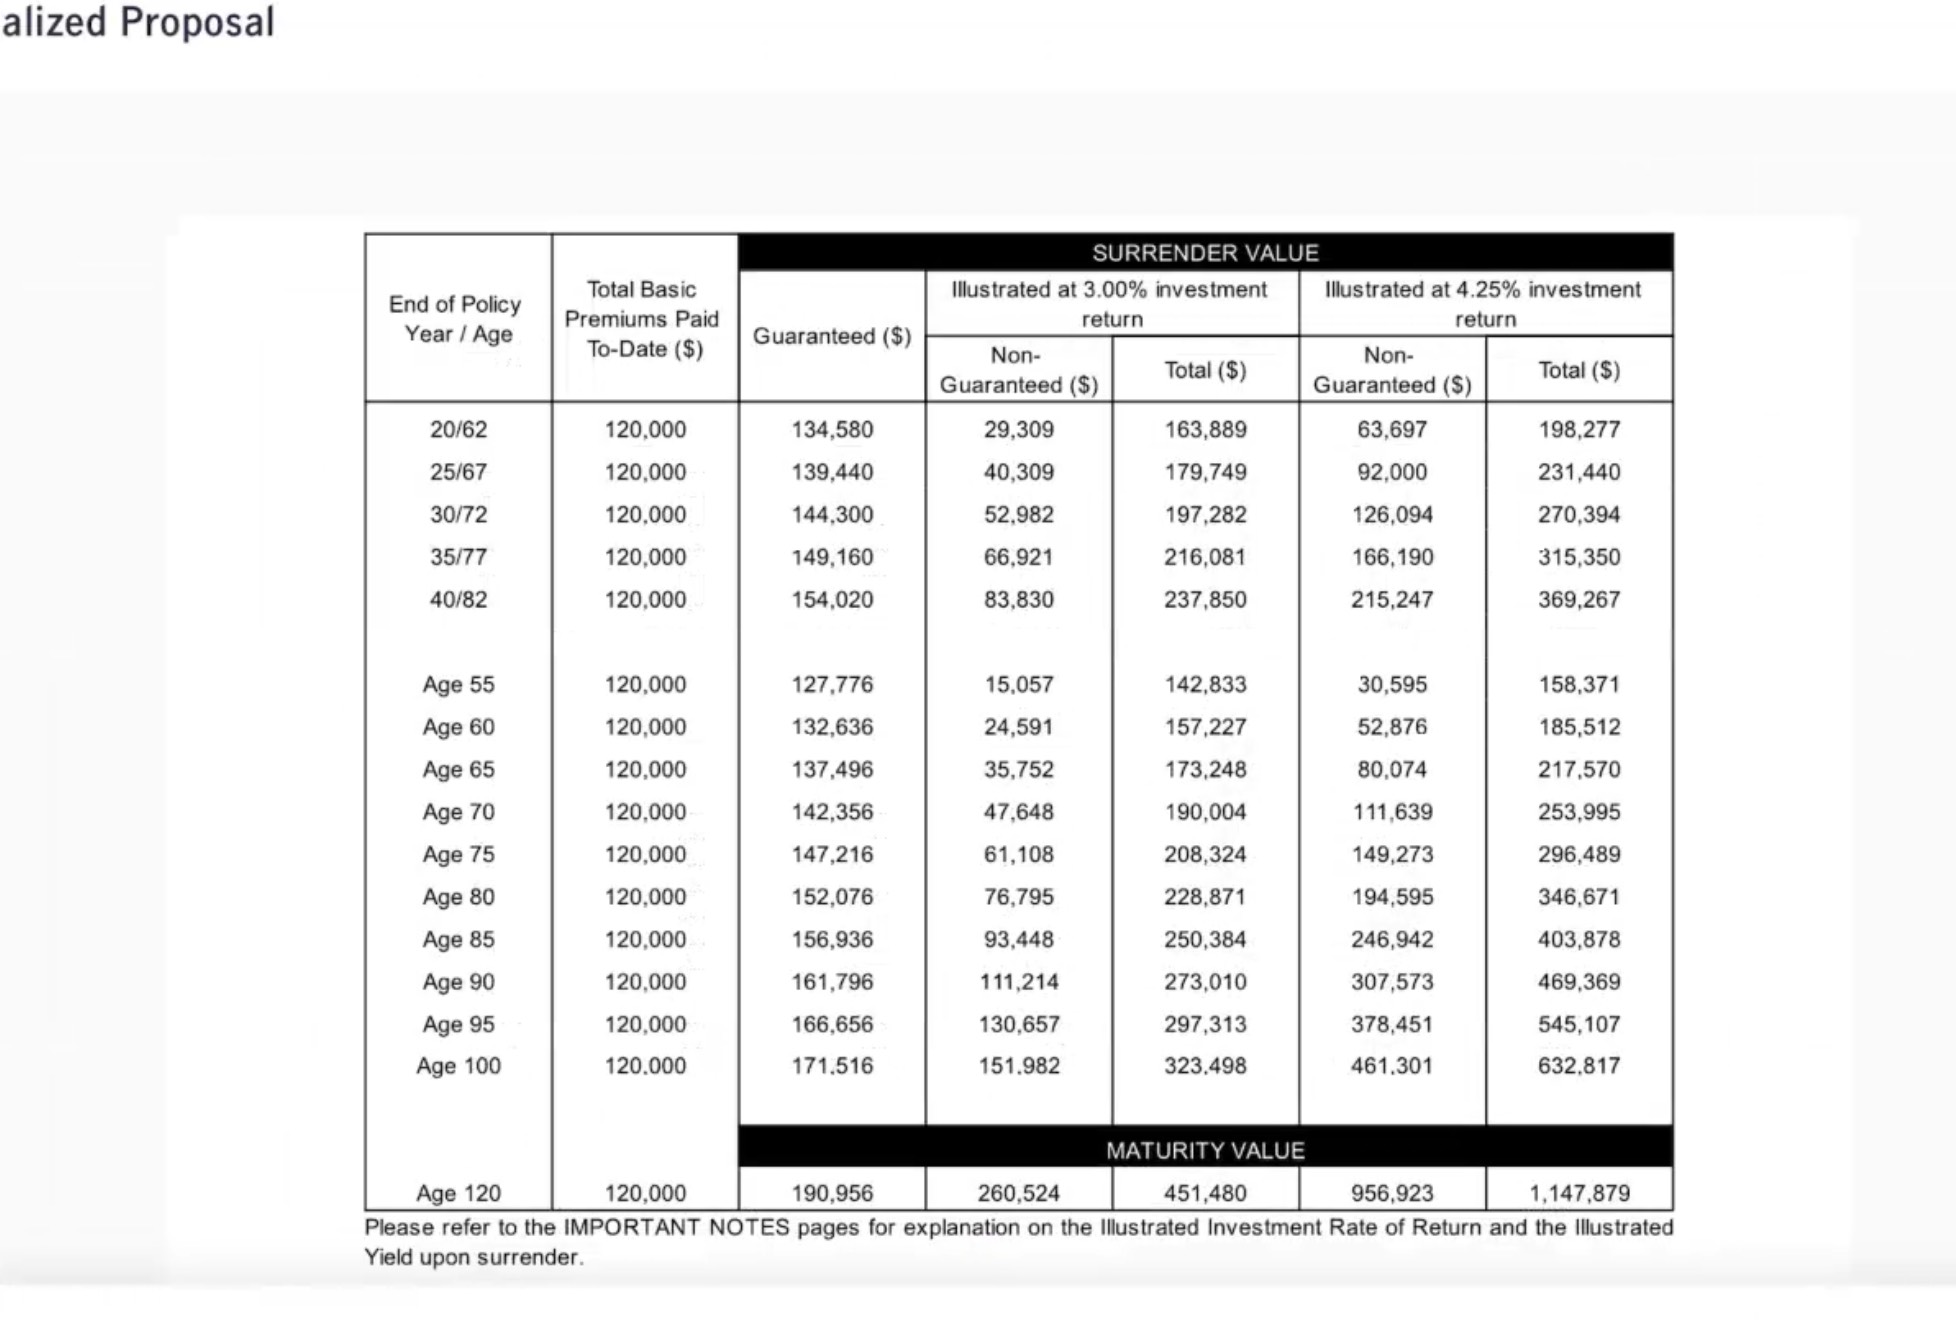 alized Proposal
SURRENDER VALUE
End of Policy Year / Age
Total Basic Premiums Paid To-Date ($)
Guaranteed ($)
Illustrated at 3.00% investment return
Illustrated at 4.25% investment return
Non-Guaranteed ($)
Total ($)
Non-Guaranteed ($)
Total ($)
20/62 120,000 134,580 29,309 163,889 63,697 198,277
25/67 120,000 139,440 40,309 179,749 92,000 231,440
30/72 120,000 144,300 52,982 197,282 126,094 270,394
35/77 120,000 149,160 66,921 216,081 166,190 315,350
40/82 120,000 154,020 83,830 237,850 215,247 369,267
Age 55 120,000 127,776 15,057 142,833 30,595 158,371
Age 60 120,000 132,636 24,591 157,227 52,876 185,512
Age 65 120,000 137,496 35,752 173,248 80,074 217,570
Age 70 120,000 142,356 47,648 190,004 111,639 253,995
Age 75 120,000 147,216 61,108 208,324 149,273 296,489
Age 80 120,000 152,076 76,795 228,871 194,595 346,671
Age 85 120,000 156,936 93,448 250,384 246,942 403,878
Age 90 120,000 161,796 111,214 273,010 307,573 469,369
Age 95 120,000 166,656 130,657 297,313 378,451 545,107
Age 100 120,000 171,516 151,982 323,498 461,301 632,817
MATURITY VALUE
Age 120 120,000 190,956 260,524 451,480 956,923 1,147,879
Please refer to the IMPORTANT NOTES pages for explanation on the Illustrated Investment Rate of Return and the Illustrated
Yield upon surrender.